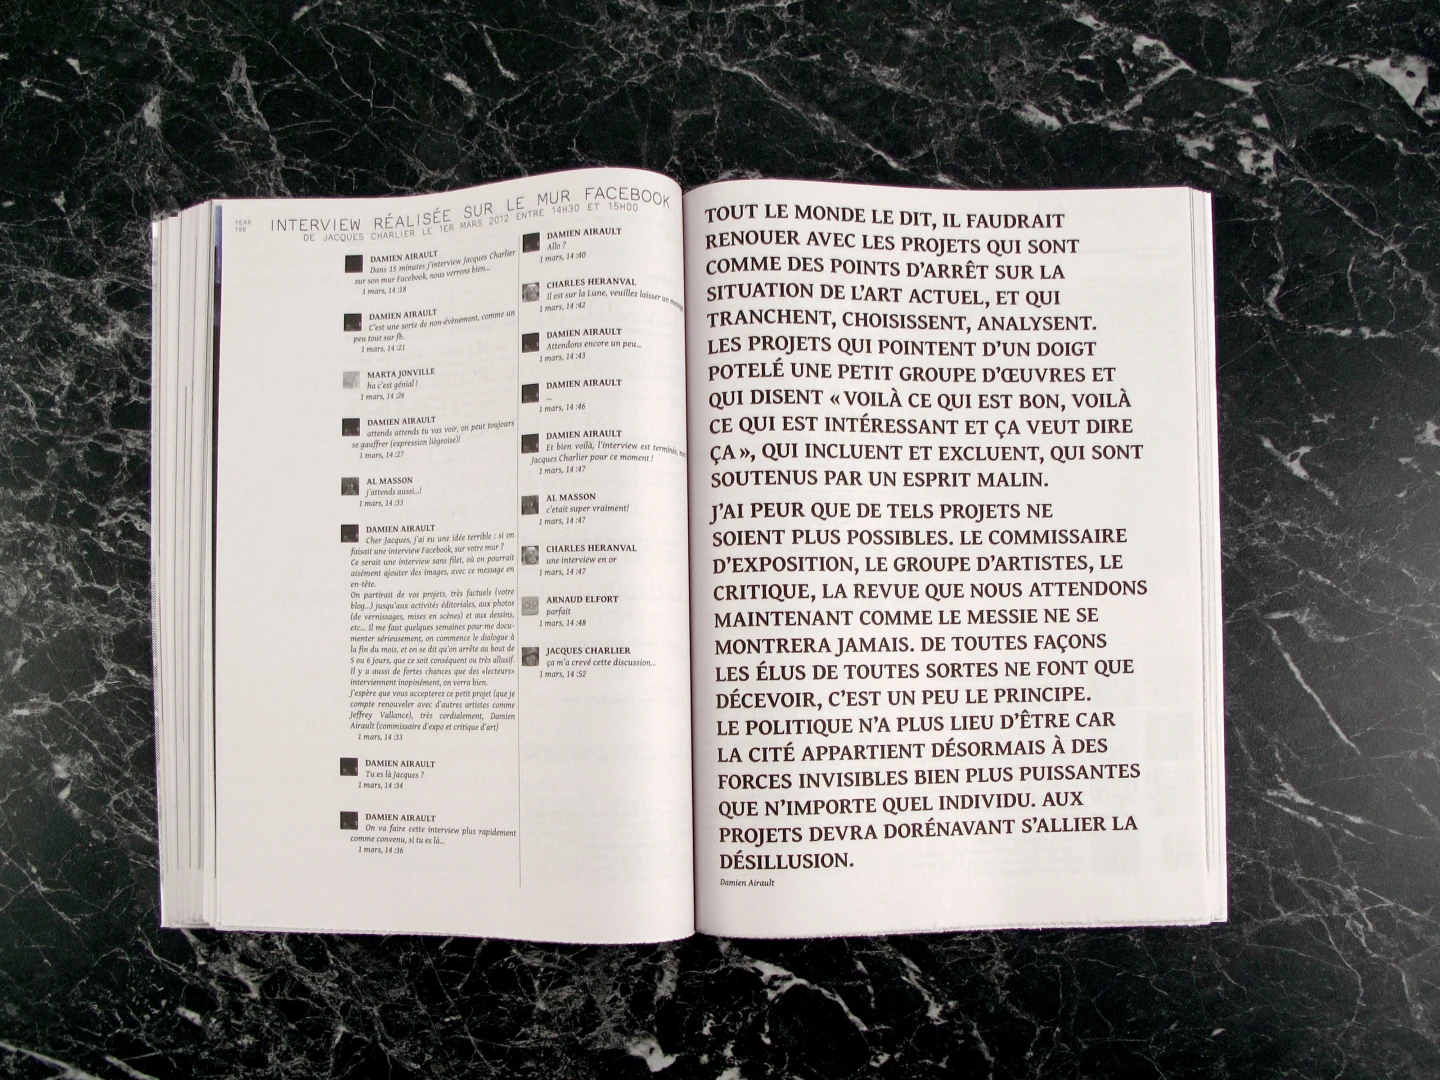 YEAR
196
INTERVIEW RÉALISÉE SUR LE MUR FACEBOOK
DE JACQUES CHARLIER LE 1ER MARS 2012 ENTRE 14H30 ET 15H00
DAMIEN AIRAULT
Dans 15 minutes j'interview Jacques Charlier
sur son mur Facebook, nous verrons bien...
1 mars, 14 :18
DAMIEN AIRAULT
C'est une sorte de non-évènement, comme un
peu tout sur fb.
1 mars, 14 :21
MARTA JONVILLE
ha c'est génial !
1 mars, 14 :26
DAMIEN AIRAULT
attends attends tu vas voir, on peut toujours
se gauffrer (expression liègeoise)!
1 mars, 14 :27
AL MASSON
j'attends aussi...!
1 mars, 14 :33
DAMIEN AIRAULT
Cher Jacques, j'ai eu une idée terrible : si on
faisait une interview Facebook, sur votre mur ?
Ce serait une interview sans filet, où on pourrait
aisément ajouter des images, avec ce message en
en-tête.
On partirait de vos projets, très factuels (votre
blog...) jusqu'aux activités éditoriales, aux photos
(de vernissages, mises en scènes) et aux dessins,
etc... Il me faut quelques semaines pour me docu-
menter sérieusement, on commence le dialogue à
la fin du mois, et on se dit qu'on arrête au bout de
5 ou 6 jours, que ce soit conséquent ou très allusif.
Il y a aussi de fortes chances que des «lecteurs»
interviennent inopinément, on verra bien.
J'espère que vous accepterez ce petit projet (que je
compte renouveler avec d'autres artistes comme
Jeffrey Vallance), très cordialement, Damien
Airault (commissaire d'expo et critique d'art)
1 mars, 14 :33
DAMIEN AIRAULT
Tu es là Jacques ?
1 mars, 14 :34
DAMIEN AIRAULT
On va faire cette interview plus rapidement
comme convenu, si tu es là...
1 mars, 14 :36
DAMIEN AIRAULT
Allo ?
1 mars, 14 :40
CHARLES HERANVAL
Il est sur la Lune, veuillez laisser un
1 mars, 14 :42
DAMIEN AIRAULT
Attendons encore un peu...
1 mars, 14 :43
DAMIEN AIRAULT
...
1 mars, 14 :46
DAMIEN AIRAULT
Et bien voilà, l'interview est terminée,
Jacques Charlier pour ce moment !
1 mars, 14 :47
AL MASSON
c'etait super vraiment!
1 mars, 14 :47
CHARLES HERANVAL
une interview en or
1 mars, 14 :47
ARNAUD ELFORT
parfait
1 mars, 14 :48
JACQUES CHARLIER
ça m'a crevé cette discussion...
1 mars, 14 :52
TOUT LE MONDE LE DIT, IL FAUDRAIT
RENOUER AVEC LES PROJETS QUI SONT
COMME DES POINTS D'ARRÊT SUR LA
SITUATION DE L'ART ACTUEL, ET QUI
TRANCHENT, CHOISISSENT, ANALYSENT.
LES PROJETS QUI POINTENT D'UN DOIGT
POTELÉ UNE PETIT GROUPE D'ŒUVRES ET
QUI DISENT « VOILÀ CE QUI EST BON, VOILÀ
CE QUI EST INTÉRESSANT ET ÇA VEUT DIRE
ÇA », QUI INCLUENT ET EXCLUENT, QUI SONT
SOUTENUS PAR UN ESPRIT MALIN.
J'AI PEUR QUE DE TELS PROJETS NE
SOIENT PLUS POSSIBLES. LE COMMISSAIRE
D'EXPOSITION, LE GROUPE D'ARTISTES, LE
CRITIQUE, LA REVUE QUE NOUS ATTENDONS
MAINTENANT COMME LE MESSIE NE SE
MONTRERA JAMAIS. DE TOUTES FAÇONS
LES ÉLUS DE TOUTES SORTES NE FONT QUE
DÉCEVOIR, C'EST UN PEU LE PRINCIPE.
LE POLITIQUE N'A PLUS LIEU D'ÊTRE CAR
LA CITÉ APPARTIENT DÉSORMAIS À DES
FORCES INVISIBLES BIEN PLUS PUISSANTES
QUE N'IMPORTE QUEL INDIVIDU. AUX
PROJETS DEVRA DORÉNAVANT S'ALLIER LA
DÉSILLUSION.
Damien Airault